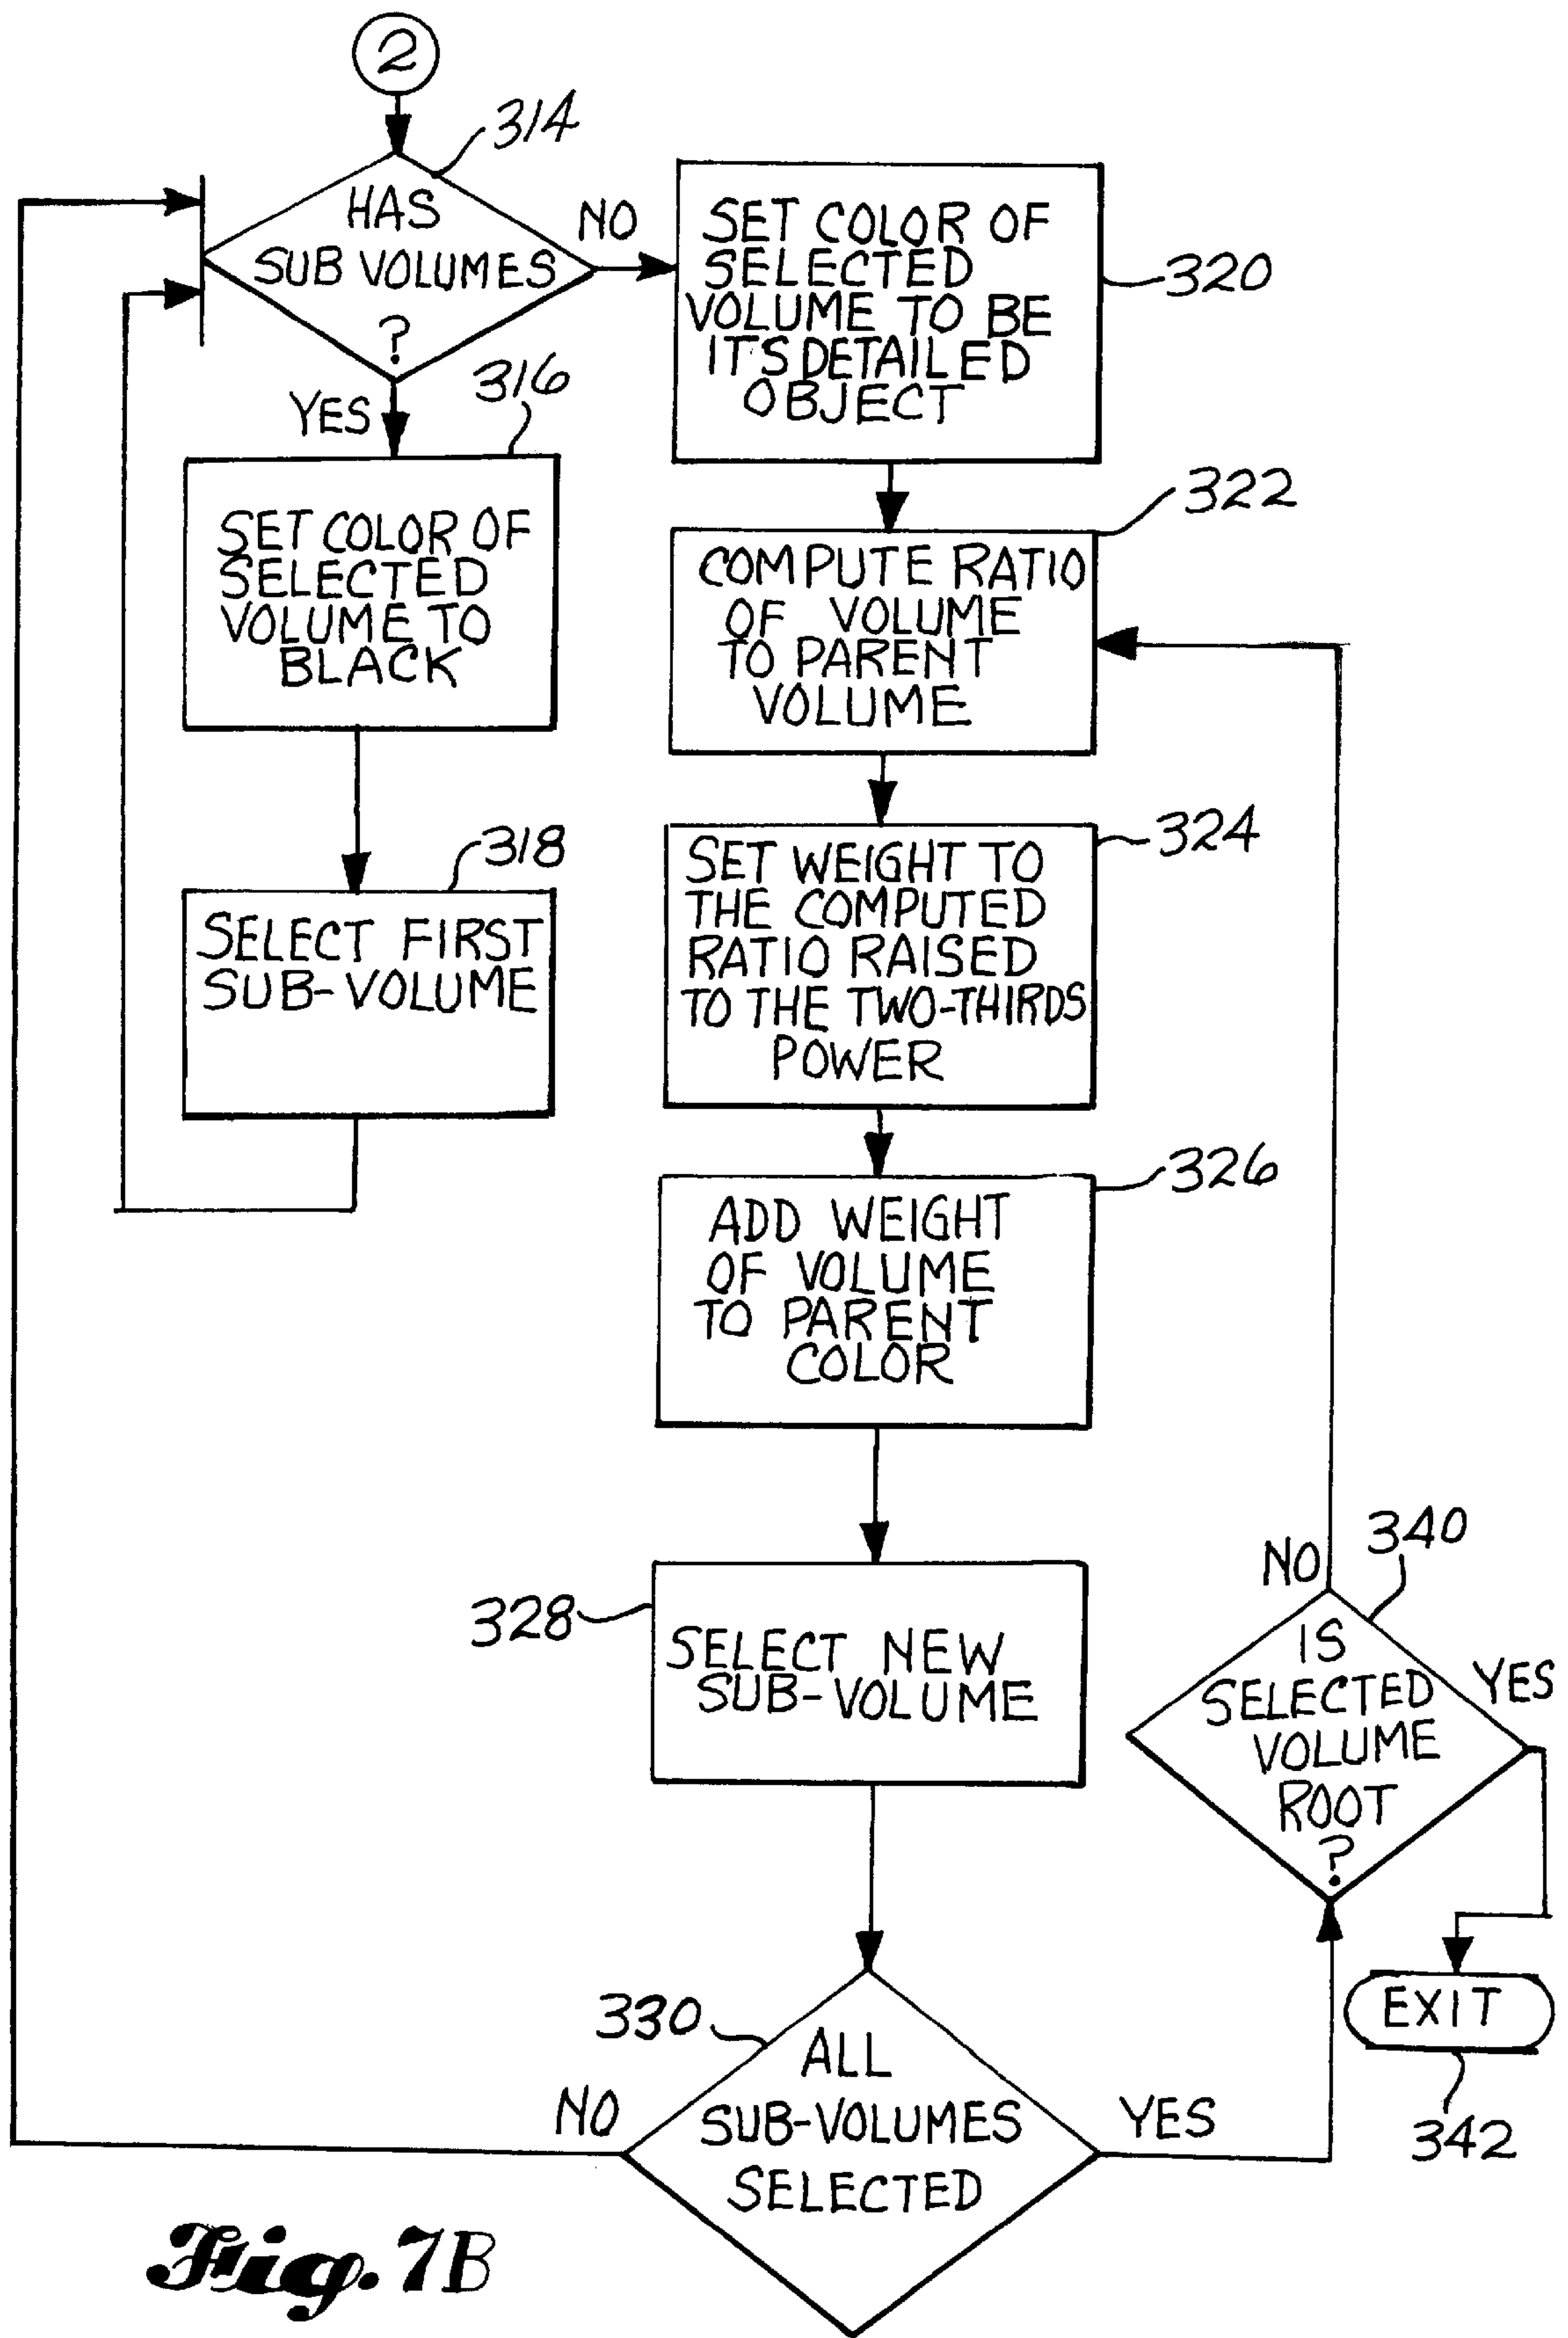 2
314
HAS
SUB VOLUMES
?
NO
YES
316
SET COLOR OF
SELECTED
VOLUME TO
BLACK
318
SELECT FIRST
SUB-VOLUME
SET COLOR OF
SELECTED
VOLUME TO BE
IT'S DETAILED
OBJECT
320
322
COMPUTE RATIO
OF VOLUME
TO PARENT
VOLUME
324
SET WEIGHT TO
THE COMPUTED
RATIO RAISED
TO THE TWO-THIRDS
POWER
326
ADD WEIGHT
OF VOLUME
TO PARENT
COLOR
328
SELECT NEW
SUB-VOLUME
330
ALL
SUB-VOLUMES
SELECTED
NO
YES
340
NO
IS
SELECTED
VOLUME
ROOT
?
YES
EXIT
342
Fig. 7B